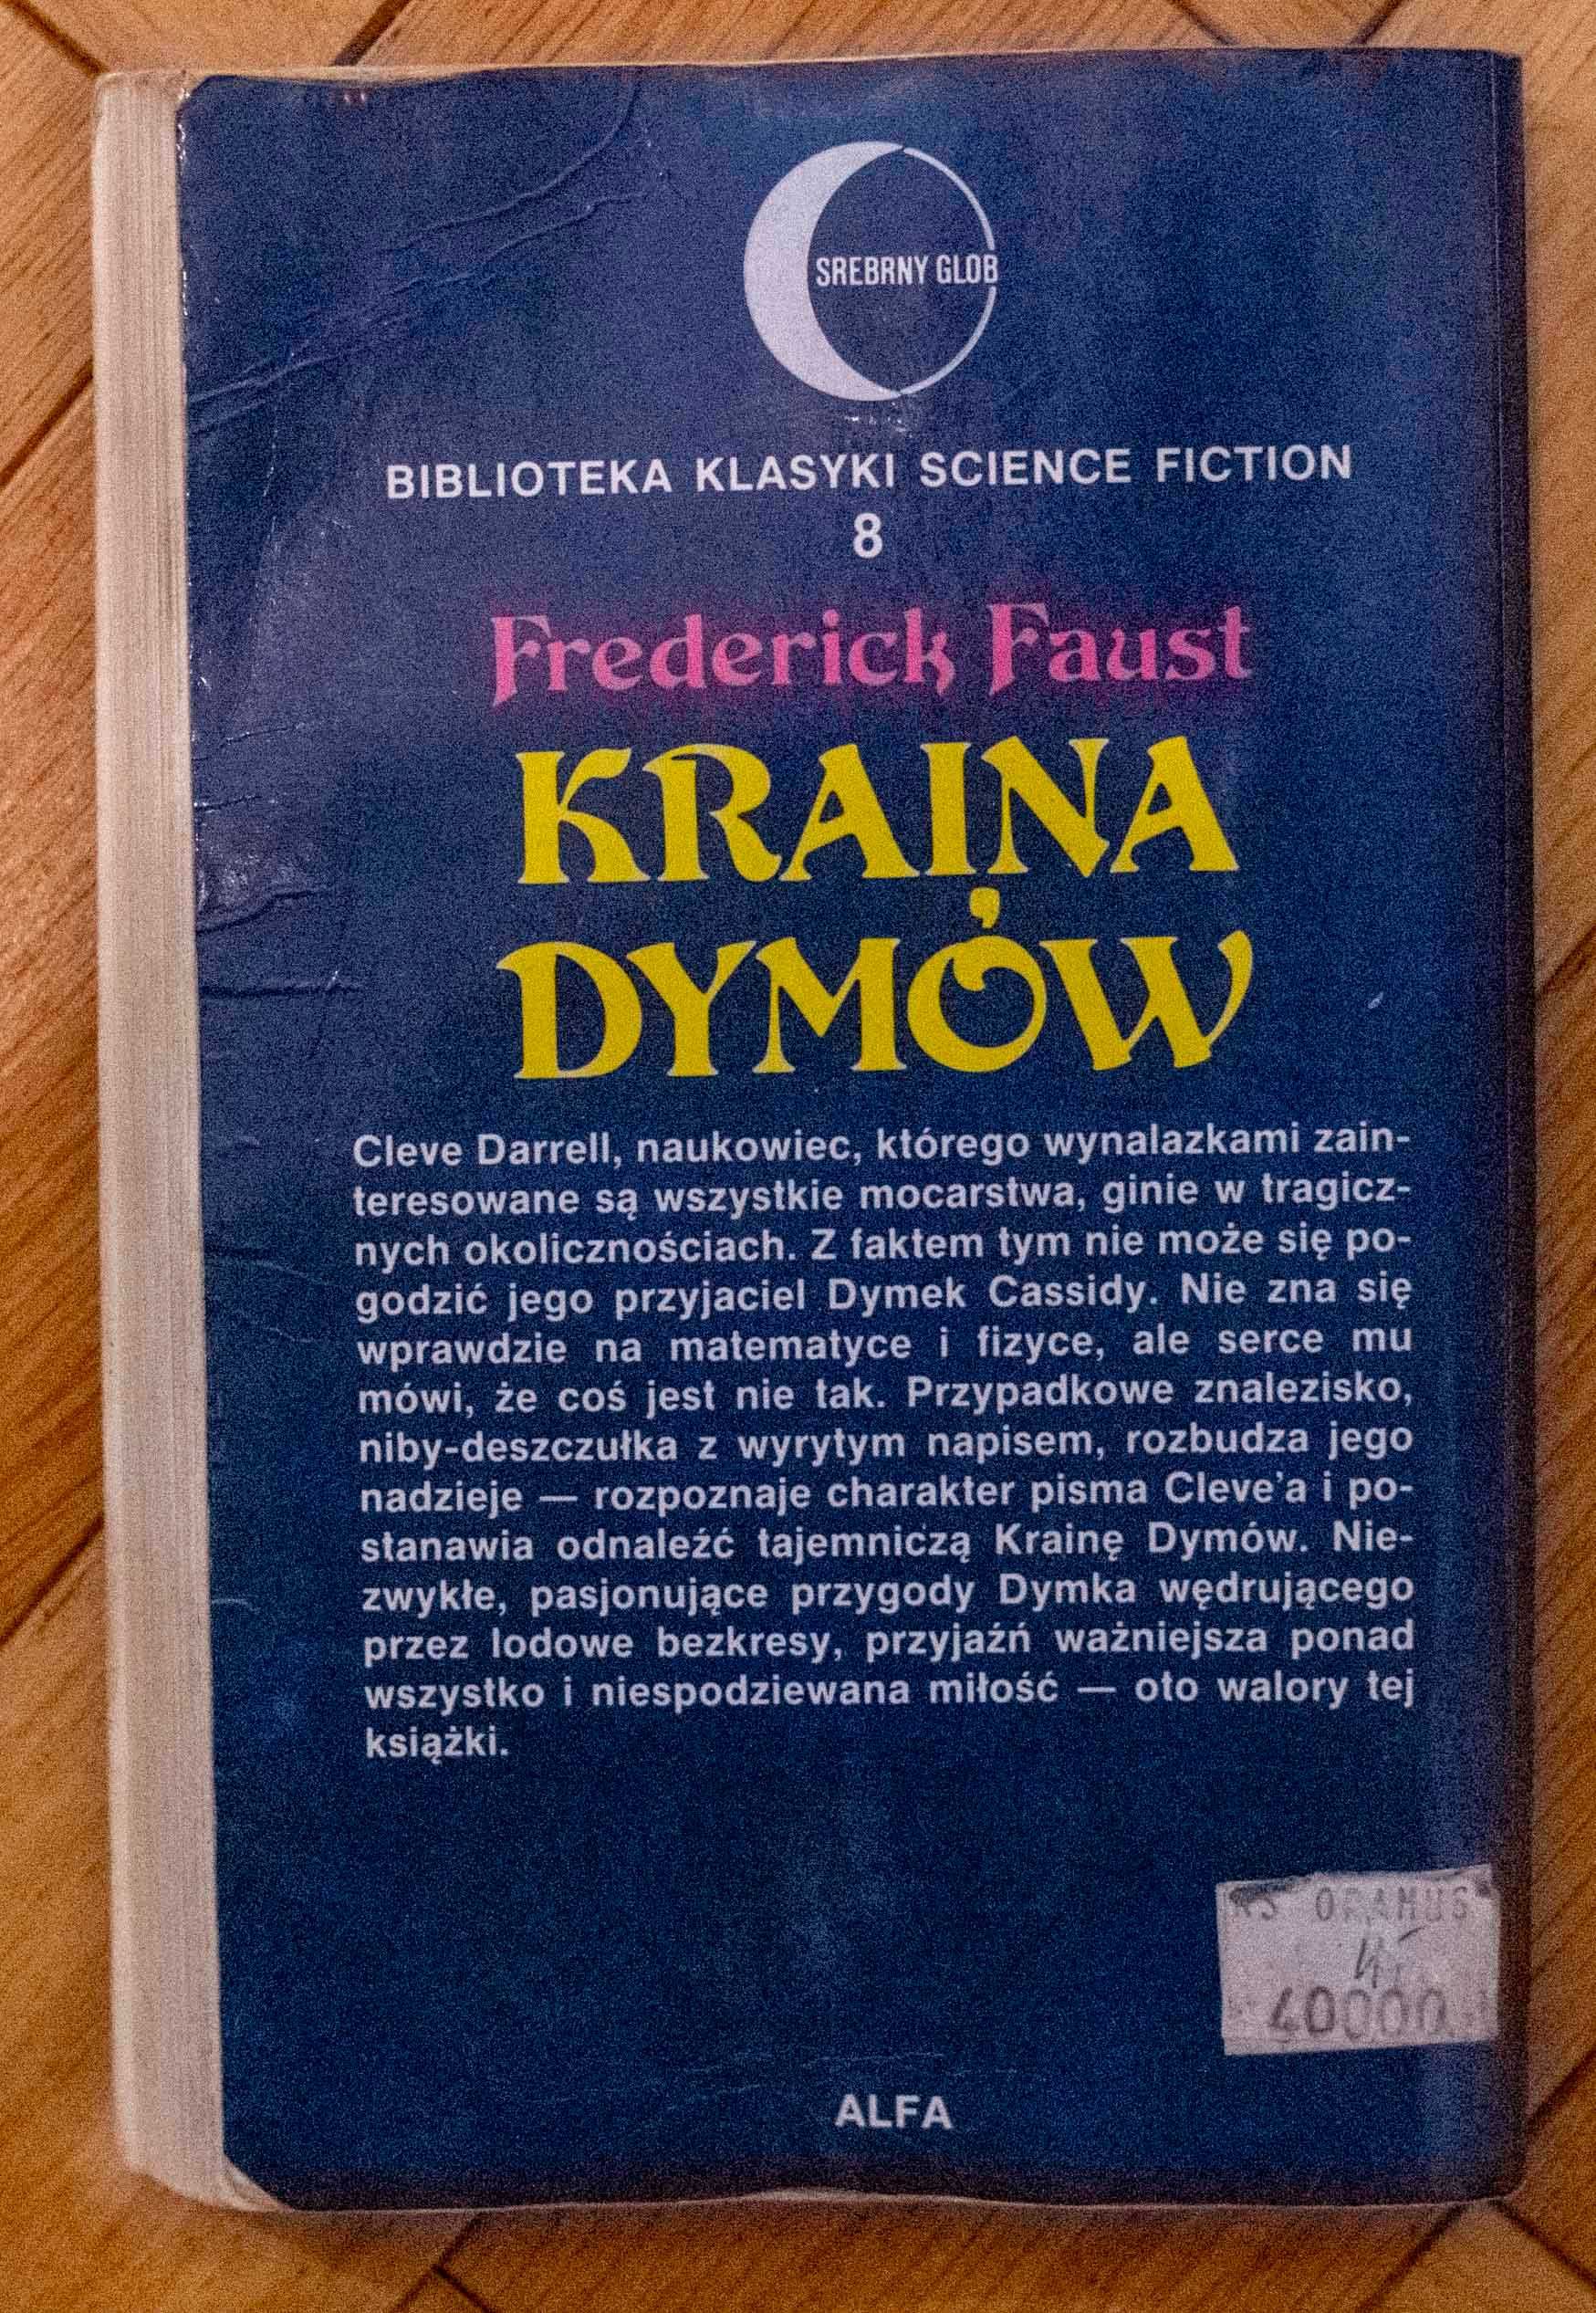 SREBRNY GLOB
BIBLIOTEKA KLASYKI SCIENCE FICTION
8
Frederick Faust
KRAINA
DYMÓW
Cleve Darrell, naukowiec, którego wynalazkami zain-
teresowane są wszystkie mocarstwa, ginie w tragicz-
nych okolicznościach. Z faktem tym nie może się po-
godzić jego przyjaciel Dymek Cassidy. Nie zna się
wprawdzie na matematyce i fizyce, ale serce mu
mówi, że coś jest nie tak. Przypadkowe znalezisko,
niby-deszczułka z wyrytym napisem, rozbudza jego
nadzieje — rozpoznaje charakter pisma Cleve'a i po-
stanawia odnaleźć tajemniczą Krainę Dymów. Nie-
zwykłe, pasjonujące przygody Dymka wędrującego
przez lodowe bezkresy, przyjaźń ważniejsza ponad
wszystko i niespodziewana miłość — oto walory tej
książki.
ORAMUS
40000
ALFA